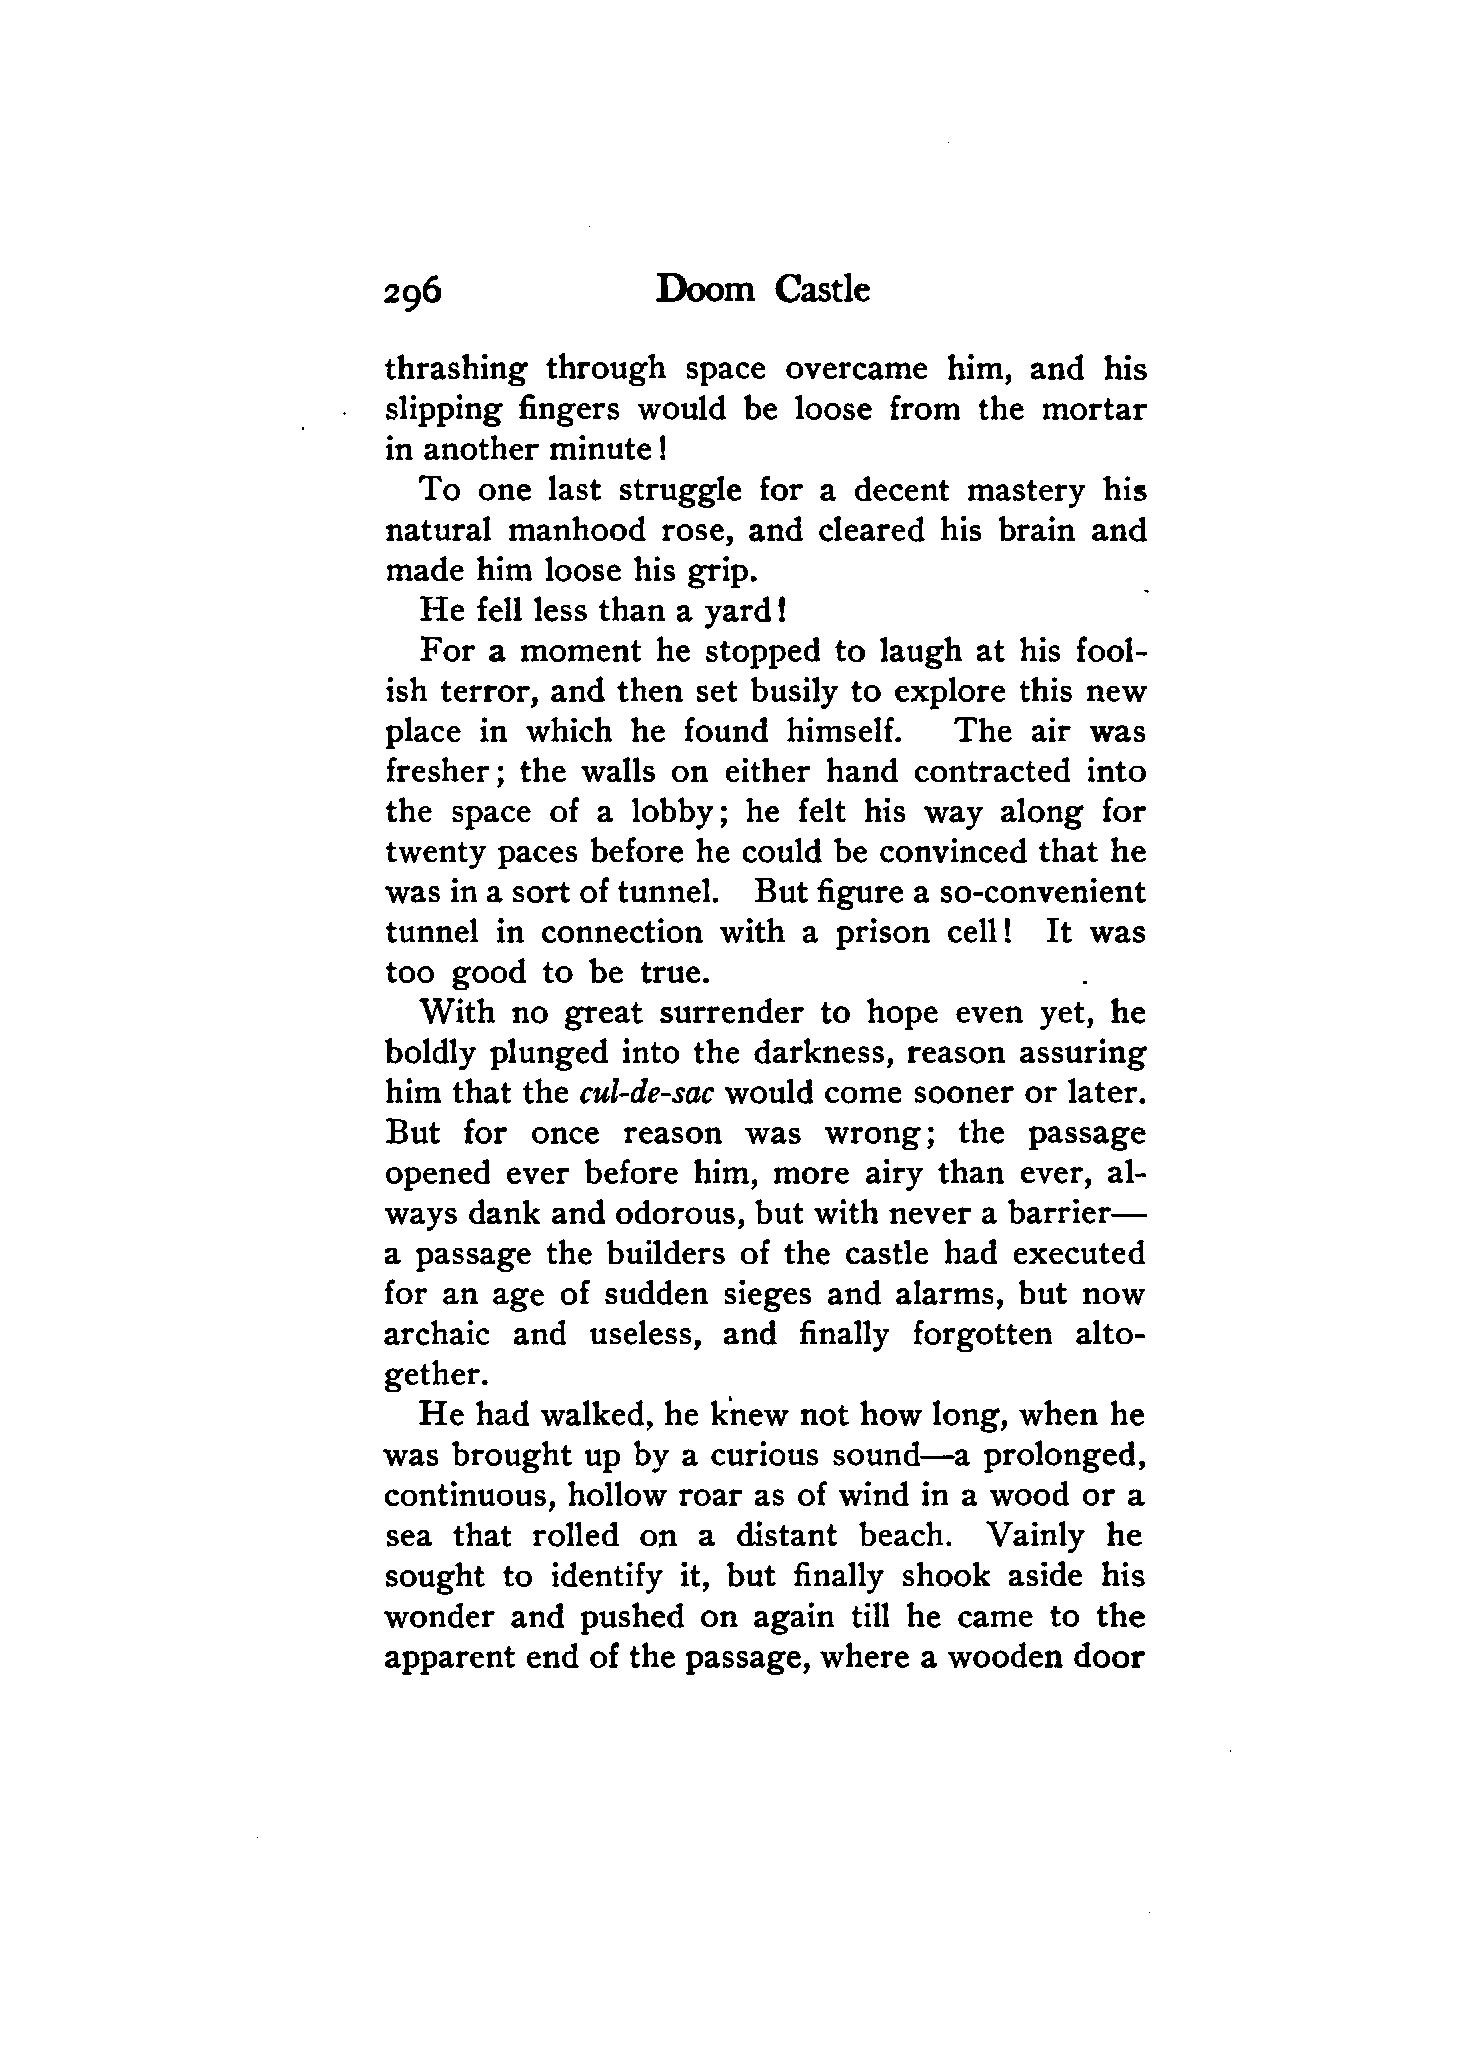 296 Doom Castle
thrashing through space overcame him, and his
slipping fingers would be loose from the mortar
in another minute!
To one last struggle for a decent mastery his
natural manhood rose, and cleared his brain and
made him loose his grip.
He fell less than a yard!
For a moment he stopped to laugh at his fool-
ish terror, and then set busily to explore this new
place in which he found himself. The air was
fresher; the walls on either hand contracted into
the space of a lobby; he felt his way along for
twenty paces before he could be convinced that he
was in a sort of tunnel. But figure a so-convenient
tunnel in connection with a prison cell! It was
too good to be true.
With no great surrender to hope even yet, he
boldly plunged into the darkness, reason assuring
him that the cul-de-sac would come sooner or later.
But for once reason was wrong; the passage
opened ever before him, more airy than ever, al-
ways dank and odorous, but with never a barrier—
a passage the builders of the castle had executed
for an age of sudden sieges and alarms, but now
archaic and useless, and finally forgotten alto-
gether.
He had walked, he knew not how long, when he
was brought up by a curious sound—a prolonged,
continuous, hollow roar as of wind in a wood or a
sea that rolled on a distant beach. Vainly he
sought to identify it, but finally shook aside his
wonder and pushed on again till he came to the
apparent end of the passage, where a wooden door